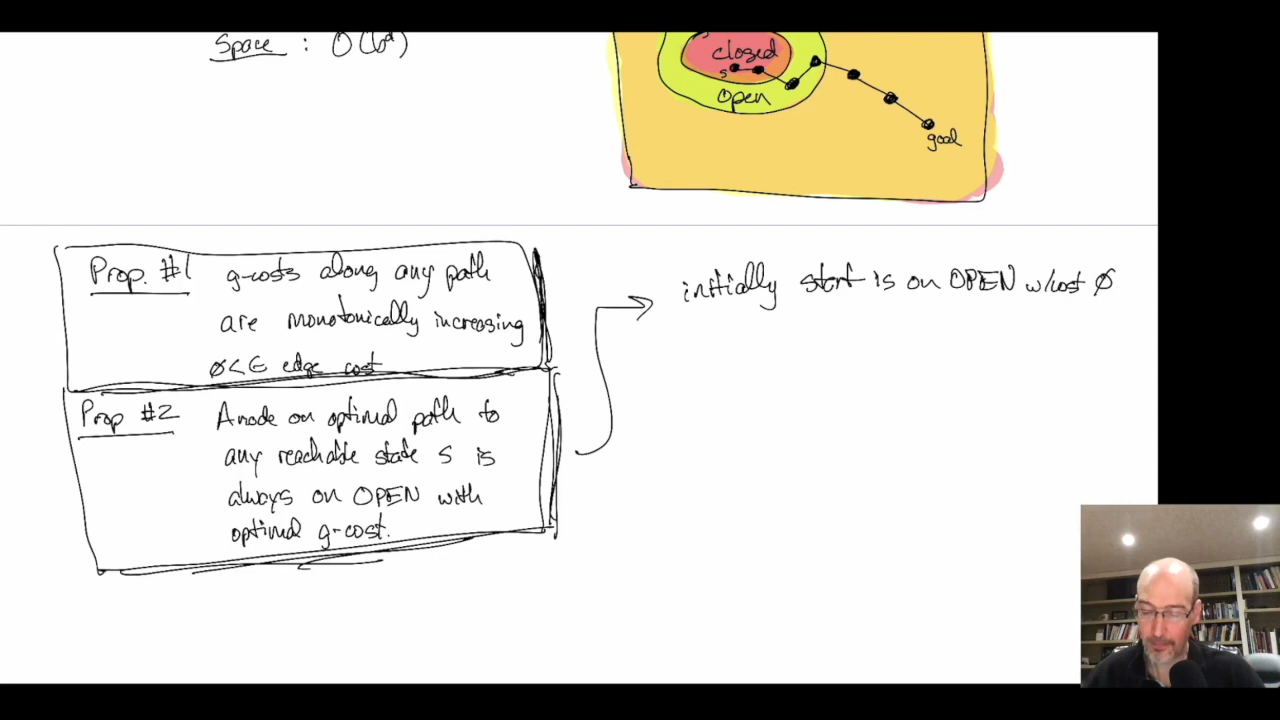 Space : O(b^d)
closed
s
open
goal
Prop. #1 g-costs along any path
are monotonically increasing
Ø < ϵ edge cost
Prop #2 A node on optimal path to
any reachable state S is
always on OPEN with
optimal g-cost.
initially start is on OPEN w/cost Ø